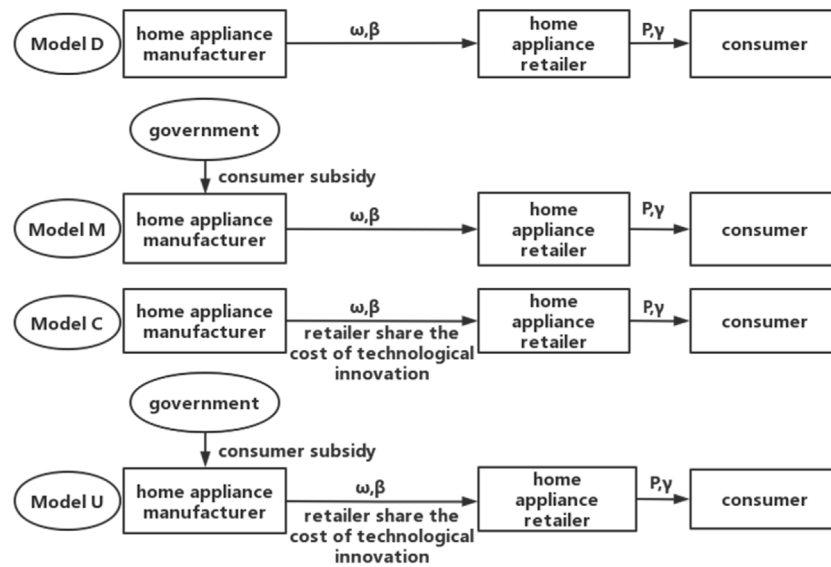 Model D
home appliance
manufacturer
ω,β
home
appliance
retailer
P,γ
consumer
government
consumer subsidy
Model M
home appliance
manufacturer
ω,β
home
appliance
retailer
P,γ
consumer
Model C
home appliance
manufacturer
ω,β
retailer share the
cost of technological
innovation
home
appliance
retailer
P,γ
consumer
government
consumer subsidy
Model U
home appliance
manufacturer
ω,β
retailer share the
cost of technological
innovation
home
appliance
retailer
P,γ
consumer